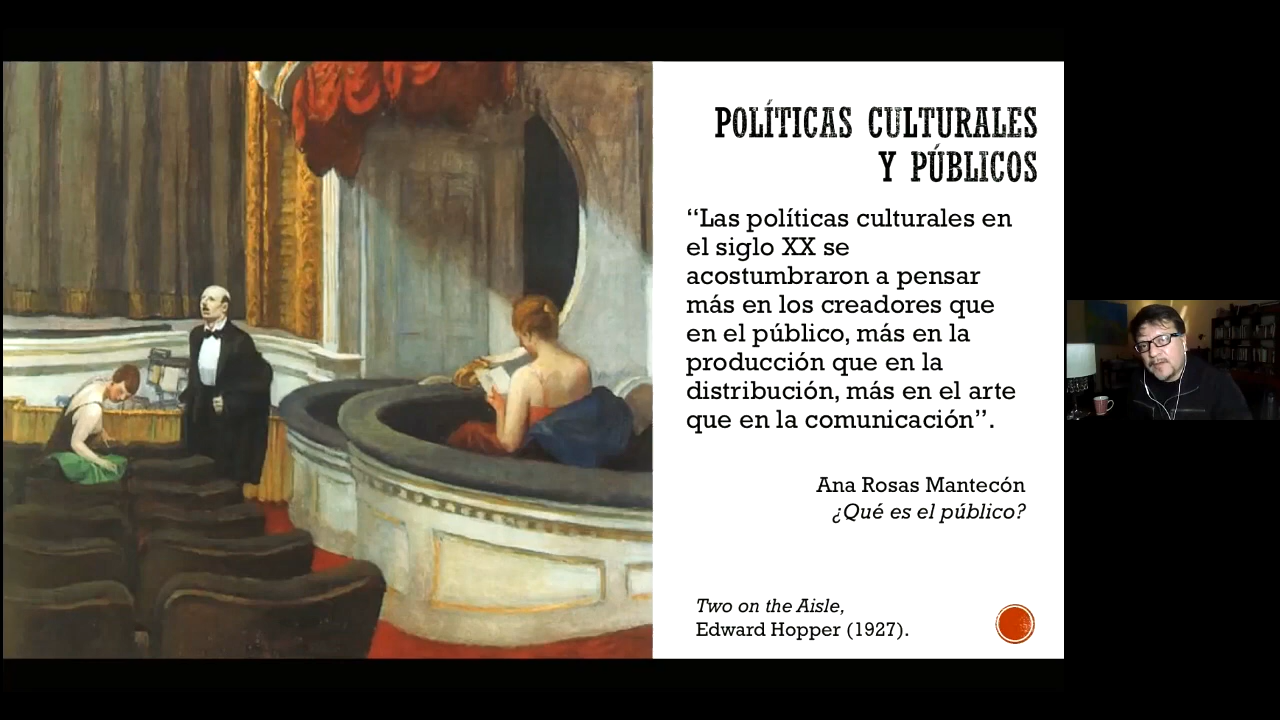 POLÍTICAS CULTURALES
Y PÚBLICOS
“Las políticas culturales en
el siglo XX se
acostumbraron a pensar
más en los creadores que
en el público, más en la
producción que en la
distribución, más en el arte
que en la comunicación”.
Ana Rosas Mantecón
¿Qué es el público?
Two on the Aisle,
Edward Hopper (1927).